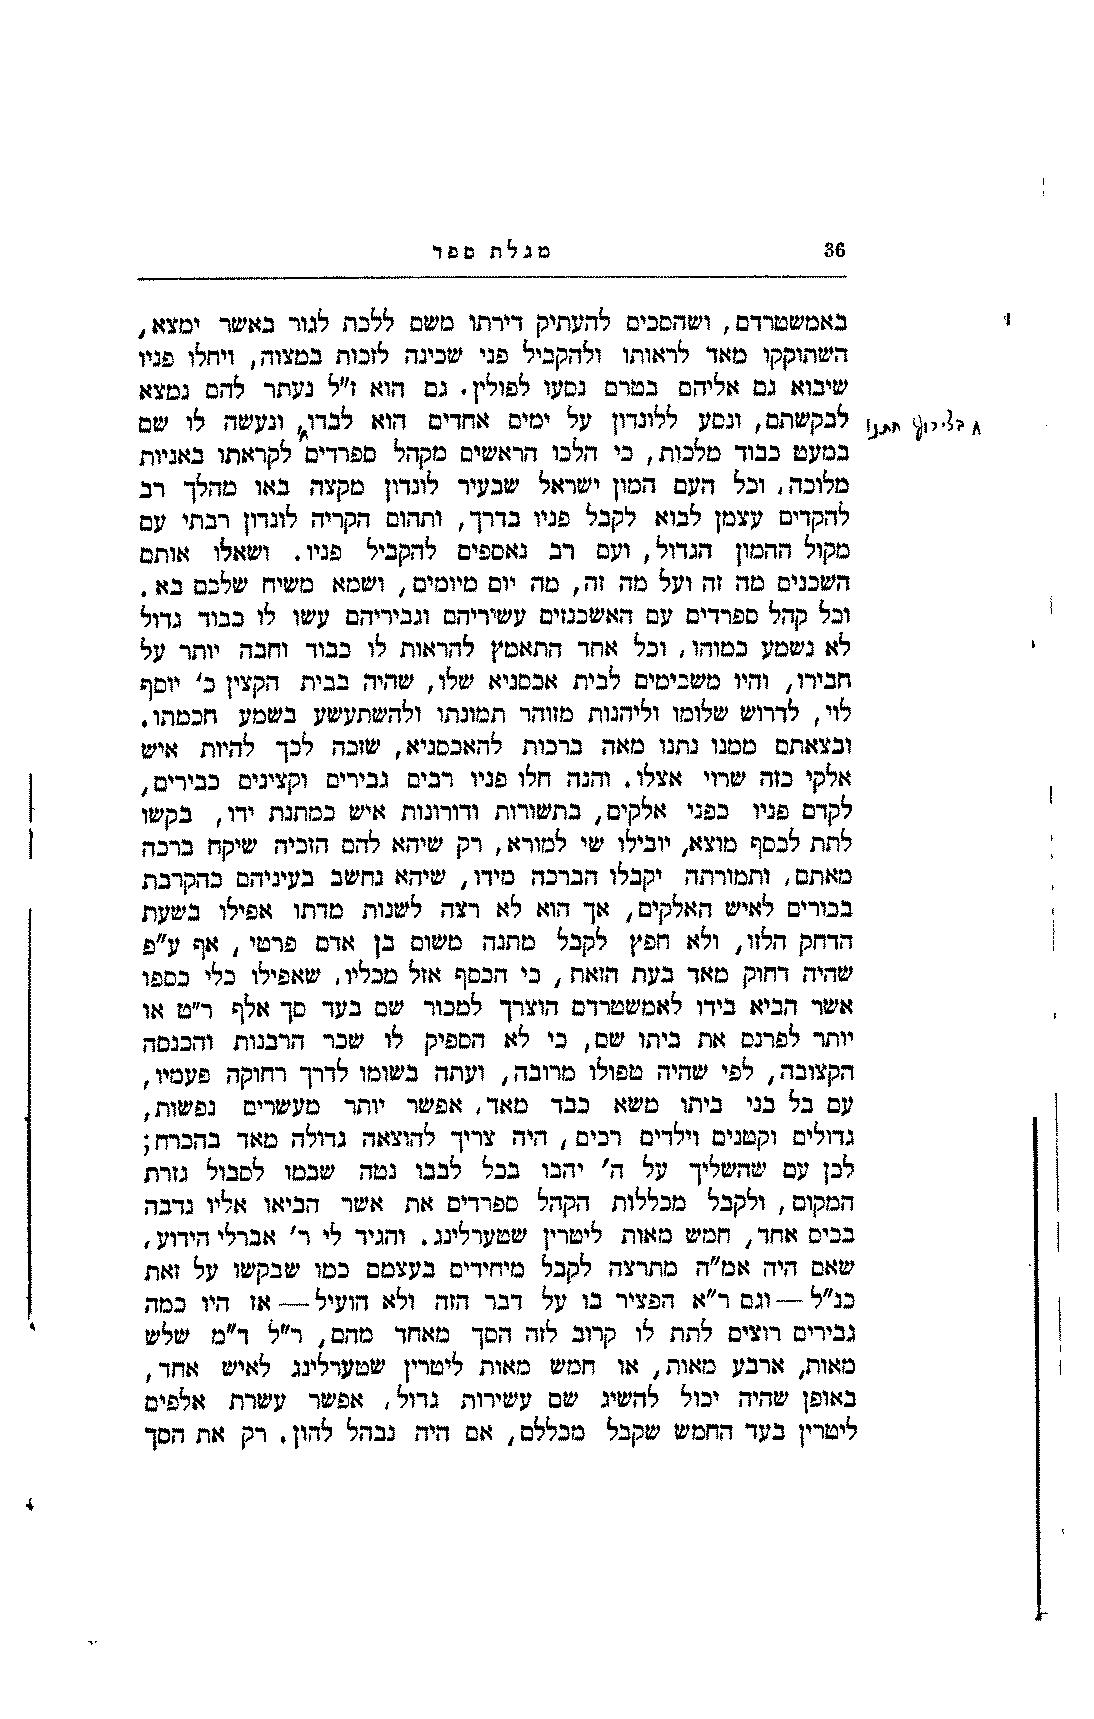 36
מגלת ספר
באמשטרדם, ושהסכים להעתיק דירתו משם ללכת לגור באשר ימצא,
השתוקקו מאד לראותו ולהקביל פני שכינה לזכות במצוה, ויחלו פניו
שיבוא גם אליהם בטרם נסעו לפולין. גם הוא ז"ל נעתר להם נמצא
לבקשתם, ונסע ללונדון על ימים אחדים הוא לבדו, ונעשה לו שם
חתנו
במעט כבוד מלכות, כי הלכו הראשים מקהל ספרדים לקראתו באניות
מלוכה, וכל העם המון ישראל שבעיר לונדון מקצה באו מהלך רב
להקדים עצמן לבוא לקבל פניו בדרך, ותהום הקריה לונדון רבתי עם
מקול ההמון הגדול, ועם רב נאספים להקביל פניו. ושאלו אותם
השכנים מה זה ועל מה זה, מה יום מיומים, ושמא משיח שלכם בא.
וכל קהל ספרדים עם האשכנזים עשיריהם וגביריהם עשו לו כבוד גדול
לא נשמע כמוהו, וכל אחד התאמץ להראות לו כבוד וחבה יותר על
חבירו, והיו משכימים לבית אכסניא שלו, שהיה בבית הקצין כ' יוסף
לוי, לדרוש שלומו וליהנות מזוהר תמונתו ולהשתעשע בשמע חכמתו.
ובצאתם ממנו נתנו מאה ברכות להאכסניא, שזכה לכך להיות איש
אלקי כזה שרוי אצלו. והנה חלו פניו רבים גבירים וקצינים כבירים,
לקדם פניו כפני אלקים, בתשורות ודורונות איש כמתנת ידו, בקשו
לתת לכסף מוצא, יובילו שי למורא, רק שיהא להם הזכיה שיקח ברכה
מאתם, ותמורתה יקבלו הברכה מידו, שיהא נחשב בעיניהם כהקרבת
בכורים לאיש האלקים, אך הוא לא רצה לשנות מדתו אפילו בשעת
הדחק הלזו, ולא חפץ לקבל מתנה משום בן אדם פרטי, אף ע"פ
שהיה דחוק מאד בעת הזאת, כי הכסף אזל מכליו, שאפילו כלי כספו
אשר הביא בידו לאמשטרדם הוצרך למכור שם בעד סך אלף ר"ט או
יותר לפרנס את ביתו שם, כי לא הספיק לו שכר הרבנות והכנסה
הקצובה, לפי שהיה טפולו מרובה, ועתה בשומו לדרך רחוקה פעמיו,
עם בל בני ביתו משא כבד מאד, אפשר יותר מעשרים נפשות,
גדולים וקטנים וילדים רכים, היה צריך להוצאה גדולה מאד בהכרח;
לכן עם שהשליך על ה' יהבו בכל לבבו נטה שכמו לסבול גזרת
המקום, ולקבל מכללות הקהל ספרדים את אשר הביאו אליו נדבה
בכיס אחד, חמש מאות ליטרין שטערלינג. והגיד לי ר' אברלי הידוע,
שאם היה אמ"ה מתרצה לקבל מיחידים בעצמם כמו שבקשו על זאת
כנ"ל — וגם ר"א הפציר בו על דבר הזה ולא הועיל — אז היו כמה
גבירים רוצים לתת לו קרוב לזה הסך מאחד מהם, ר"ל ד"מ שלש
מאות, ארבע מאות, או חמש מאות ליטרין שטערלינג לאיש אחד,
באופן שהיה יכול להשיג שם עשירות גדול, אפשר עשרת אלפים
ליטרין בעד החמש שקבל מכללם, אם היה נבהל להון. רק את הסך